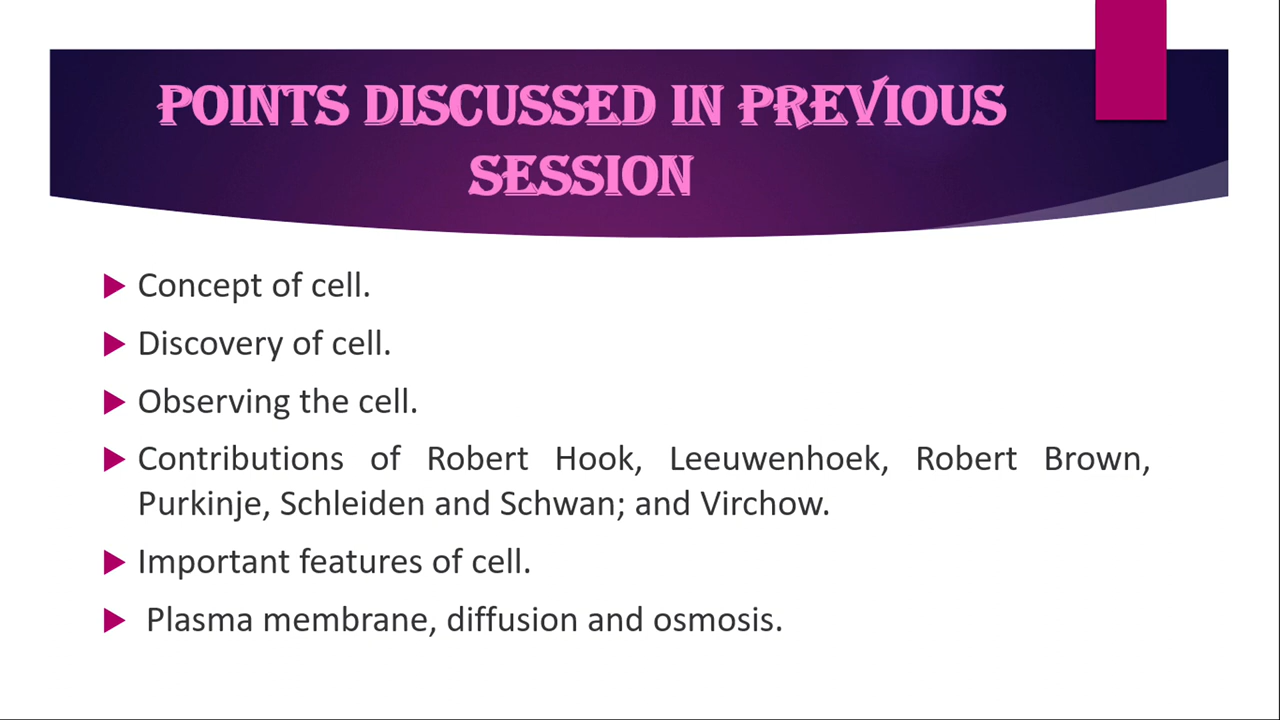 POINTS DISCUSSED IN PREVIOUS
SESSION
Concept of cell.
Discovery of cell.
Observing the cell.
Contributions of Robert Hook, Leeuwenhoek, Robert Brown,
Purkinje, Schleiden and Schwan; and Virchow.
Important features of cell.
Plasma membrane, diffusion and osmosis.